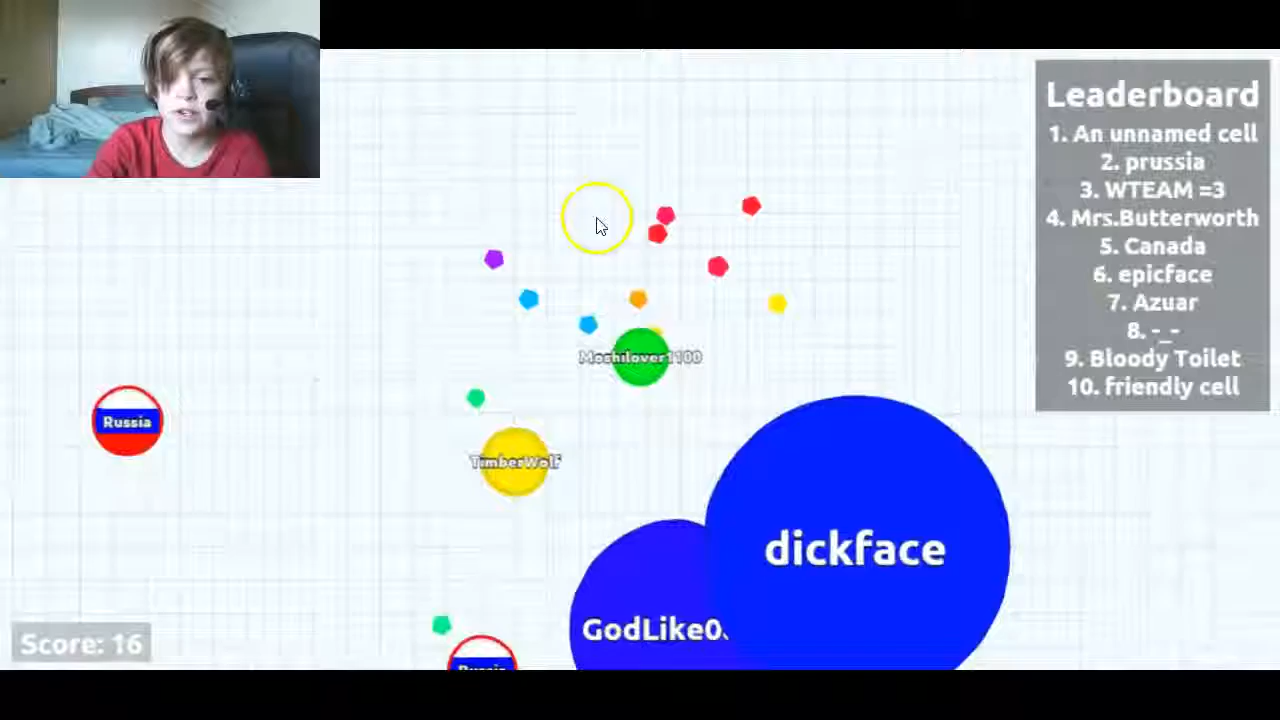 Leaderboard
1. An unnamed cell
2. prussia
3. WTEAM =3
4. Mrs.Butterworth
5. Canada
6. epicface
7. Azuar
8. -_-
9. Bloody Toilet
10. friendly cell
Moshilover1100
Russia
TimberWolf
dickface
GodLike0.
Score: 16
Russia